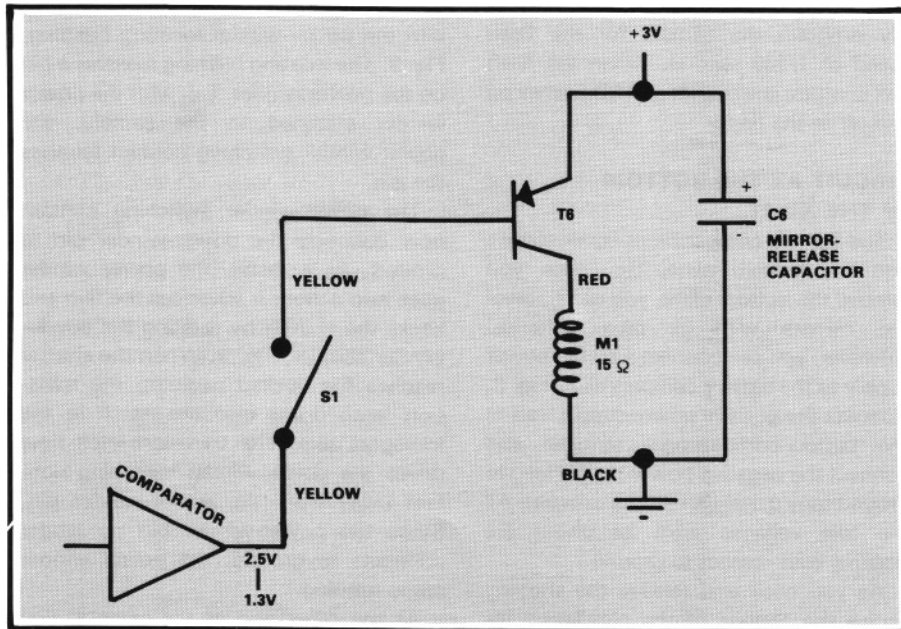 +3V
T6
+
C6
-
MIRROR-
RELEASE
CAPACITOR
YELLOW
RED
M1
15 Ω
S1
BLACK
YELLOW
COMPARATOR
2.5V
1.3V